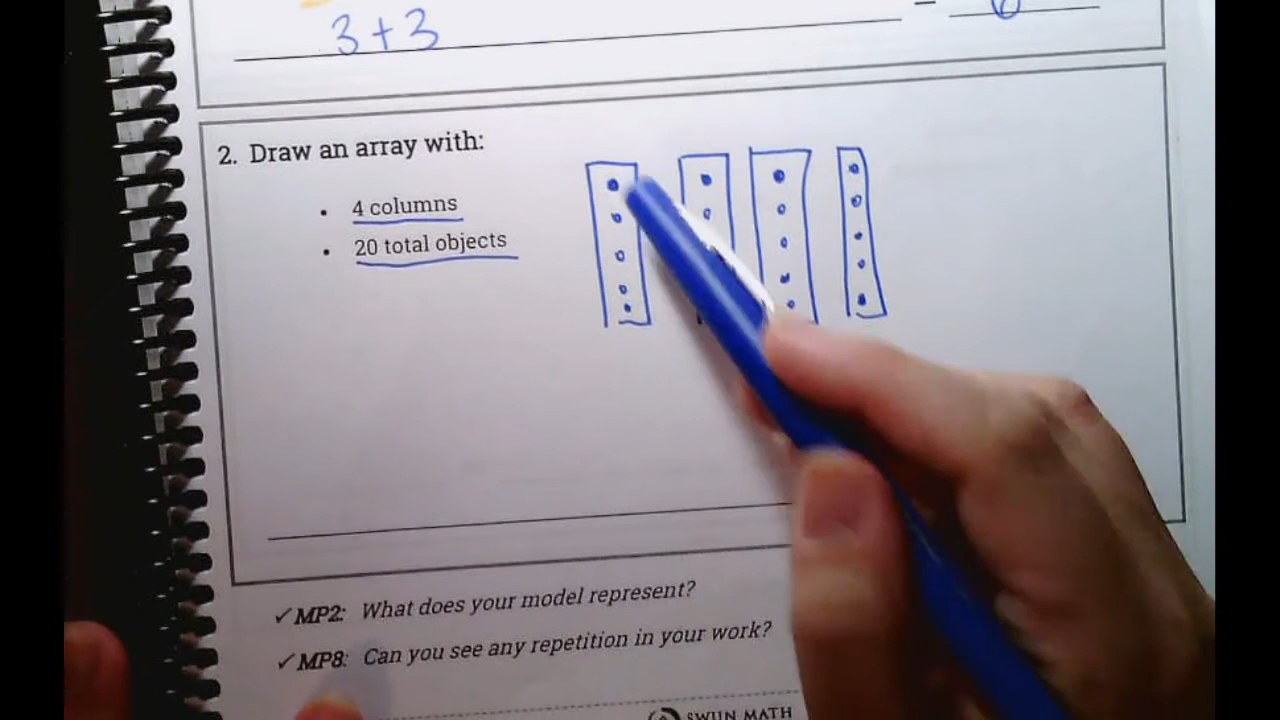 3+3
2. Draw an array with:
• 4 columns
• 20 total objects
✓MP2: What does your model represent?
✓MP8: Can you see any repetition in your work?
SWUN MATH